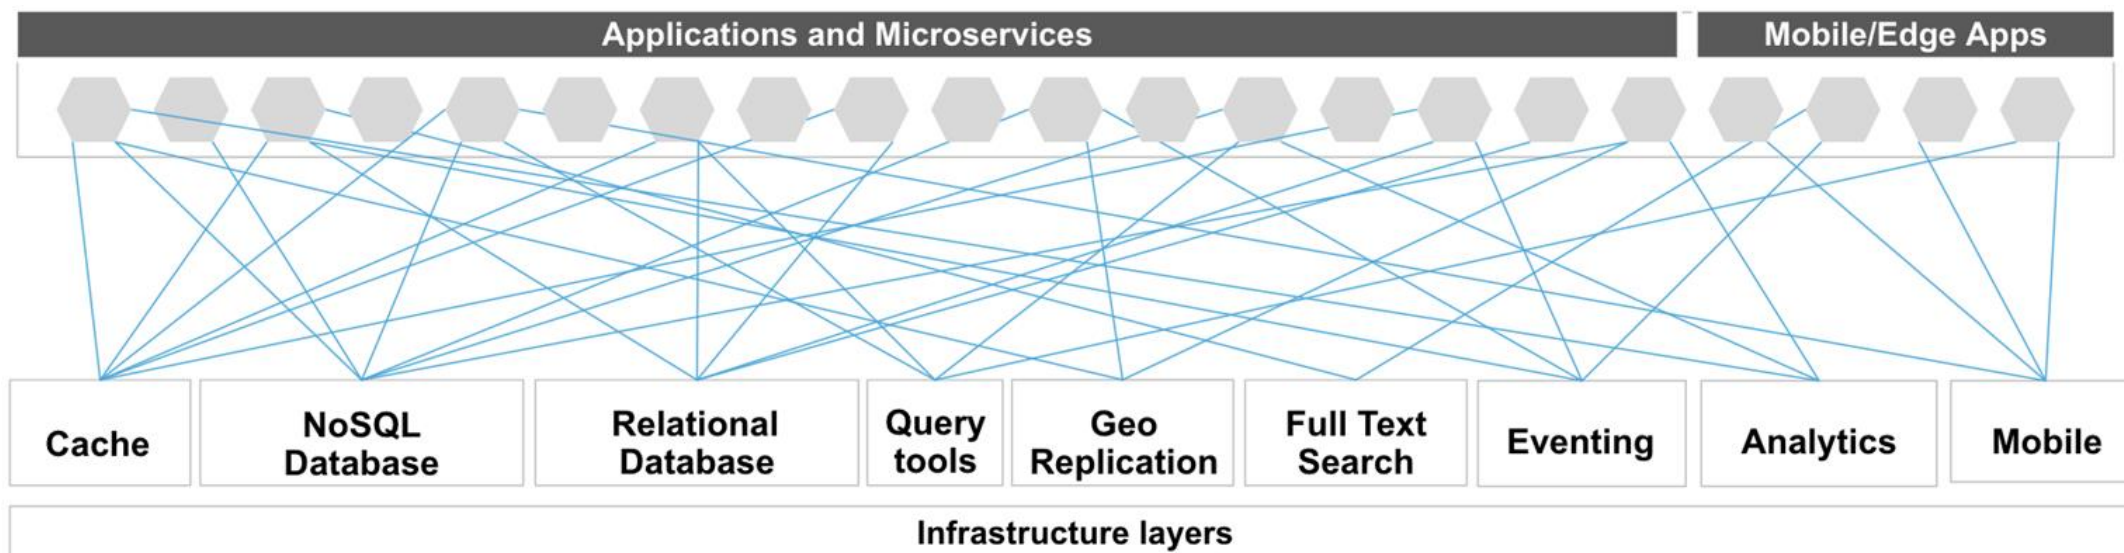 Applications and Microservices
Mobile/Edge Apps
Cache
NoSQL
Database
Relational
Database
Query
tools
Geo
Replication
Full Text
Search
Eventing
Analytics
Mobile
Infrastructure layers